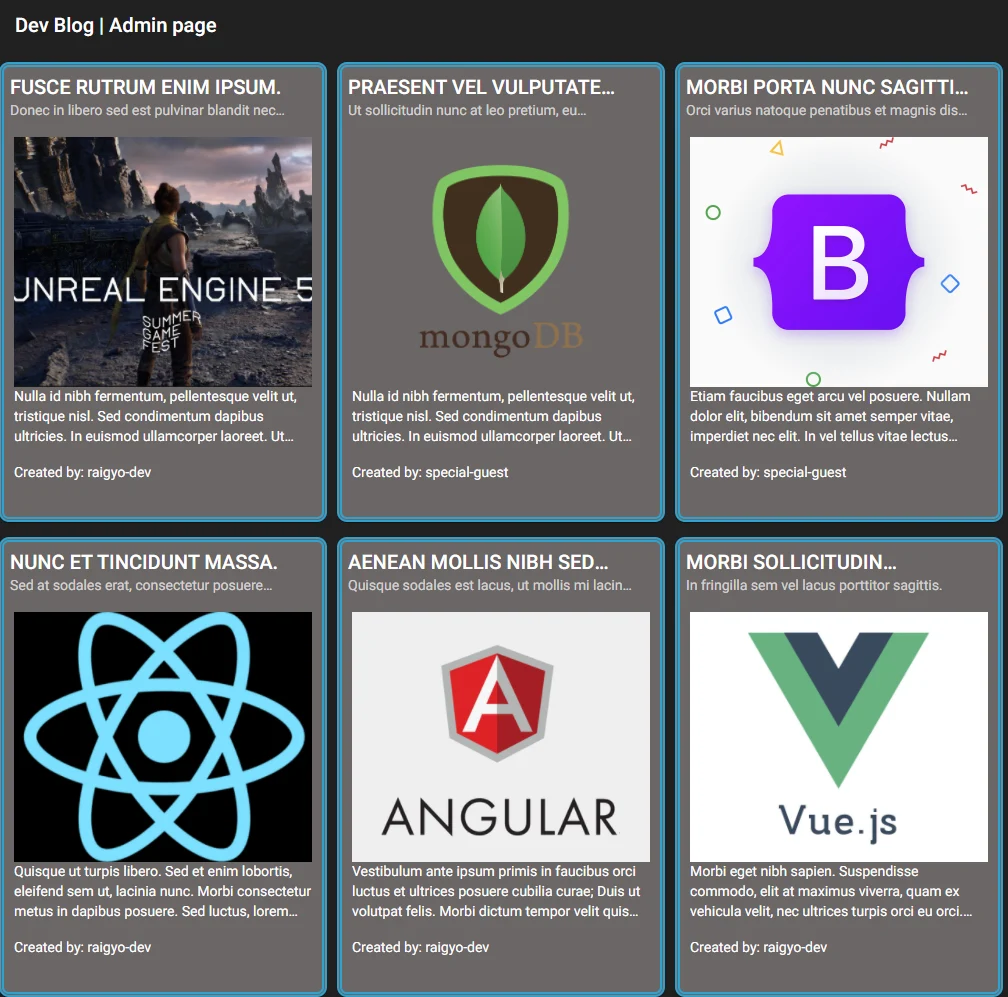 Dev Blog | Admin page
FUSCE RUTRUM ENIM IPSUM.
Donec in libero sed est pulvinar blandit nec...
UNREAL ENGINE 5
SUMMER
GAME
FEST
Nulla id nibh fermentum, pellentesque velit ut,
tristique nisl. Sed condimentum dapibus
ultricies. In euismod ullamcorper laoreet. Ut...
Created by: raigyo-dev
PRAESENT VEL VULPUTATE...
Ut sollicitudin nunc at leo pretium, eu...
mongoDB
Nulla id nibh fermentum, pellentesque velit ut,
tristique nisl. Sed condimentum dapibus
ultricies. In euismod ullamcorper laoreet. Ut...
Created by: special-guest
MORBI PORTA NUNC SAGITTI...
Orci varius natoque penatibus et magnis dis...
B
Etiam faucibus eget arcu vel posuere. Nullam
dolor elit, bibendum sit amet semper vitae,
imperdiet nec elit. In vel tellus vitae lectus...
Created by: special-guest
NUNC ET TINCIDUNT MASSA.
Sed at sodales erat, consectetur posuere...
Quisque ut turpis libero. Sed et enim lobortis,
eleifend sem ut, lacinia nunc. Morbi consectetur
metus in dapibus posuere. Sed luctus, lorem...
Created by: raigyo-dev
AENEAN MOLLIS NIBH SED...
Quisque sodales est lacus, ut mollis mi lacin...
A
ANGULAR
Vestibulum ante ipsum primis in faucibus orci
luctus et ultrices posuere cubilia curae; Duis ut
volutpat felis. Morbi dictum tempor velit quis...
Created by: raigyo-dev
MORBI SOLLICITUDIN...
In fringilla sem vel lacus porttitor sagittis.
Vue.js
Morbi eget nibh sapien. Suspendisse
commodo, elit at maximus viverra, quam ex
vehicula velit, nec ultrices turpis orci eu orci....
Created by: raigyo-dev